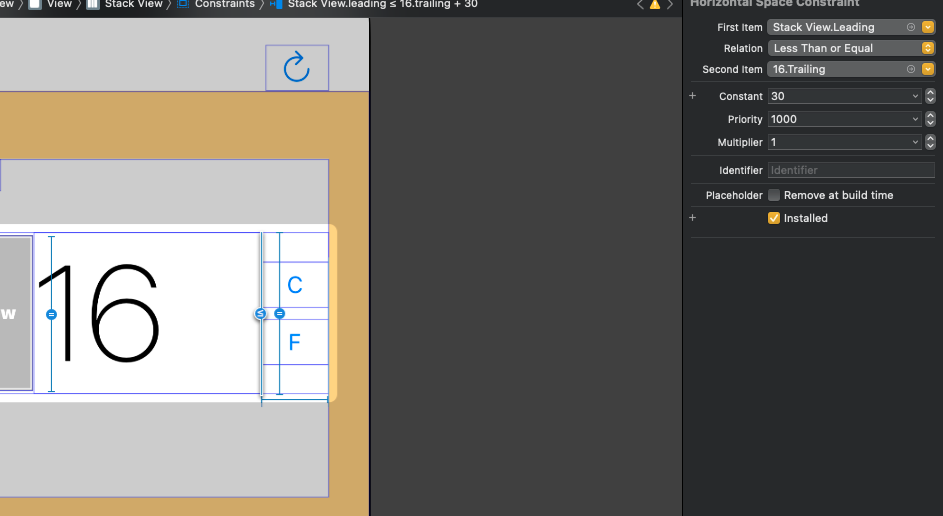 ew 〉 View 〉 Stack View 〉 Constraints 〉 Stack View.leading ≤ 16.trailing + 30
Horizontal Space Constraint
First Item Stack View.Leading
Relation Less Than or Equal
Second Item 16.Trailing
+ Constant 30
Priority 1000
Multiplier 1
Identifier Identifier
Placeholder Remove at build time
+ Installed
w
16
≤
=
=
C
F